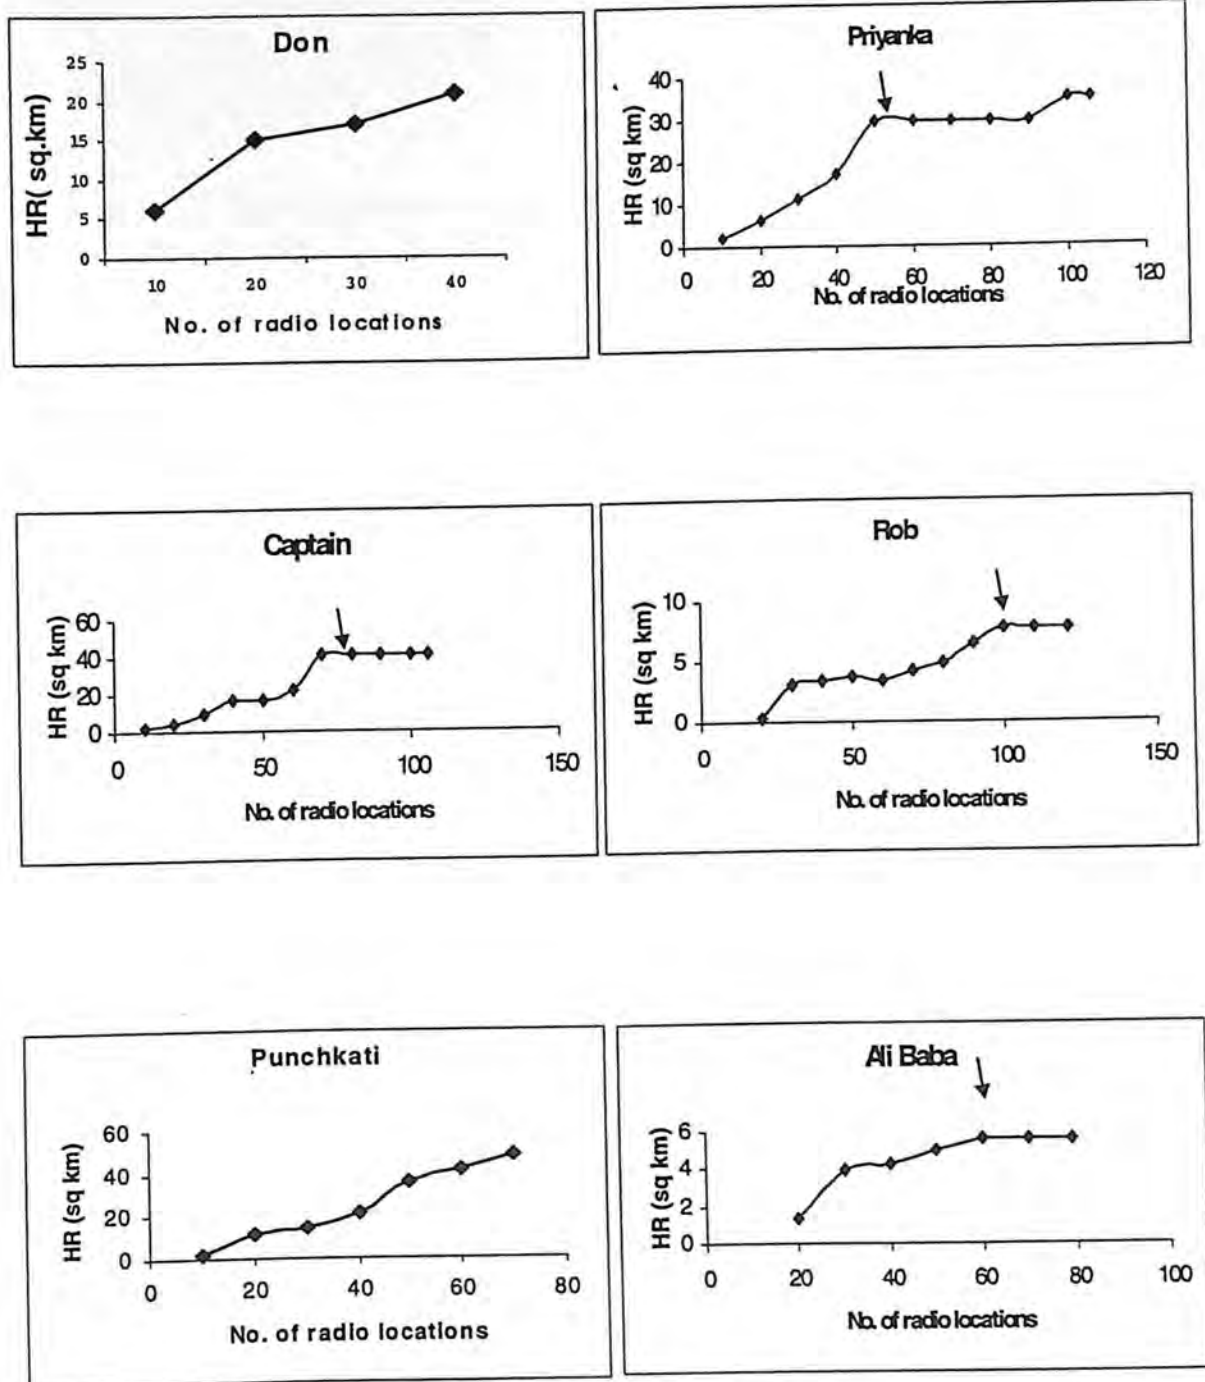 Don
25
20
15
10
5
0
HR( sq.km)
10 20 30 40
No. of radio locations
Priyanka
40
30
20
10
0
HR (sq km)
0 20 40 60 80 100 120
No. of radio locations
Captain
60
40
20
0
HR (sq km)
0 50 100 150
No. of radio locations
Rob
10
5
0
HR (sq km)
0 50 100 150
No. of radio locations
Punchkati
60
40
20
0
HR (sq km)
0 20 40 60 80
No. of radio locations
Ali Baba
6
4
2
0
HR (sq km)
0 20 40 60 80 100
No. of radio locations